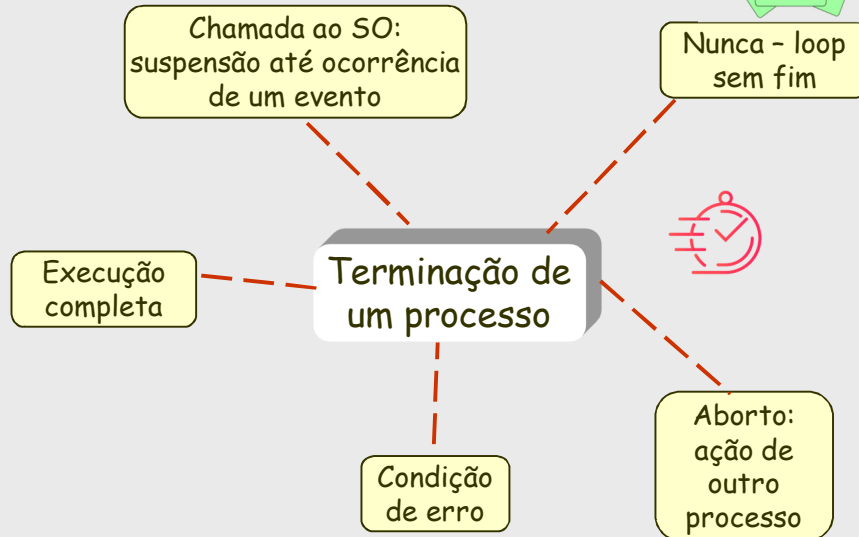 Chamada ao SO:
suspensão até ocorrência
de um evento
Nunca – loop
sem fim
Execução
completa
Terminação de
um processo
Condição
de erro
Aborto:
ação de
outro
processo